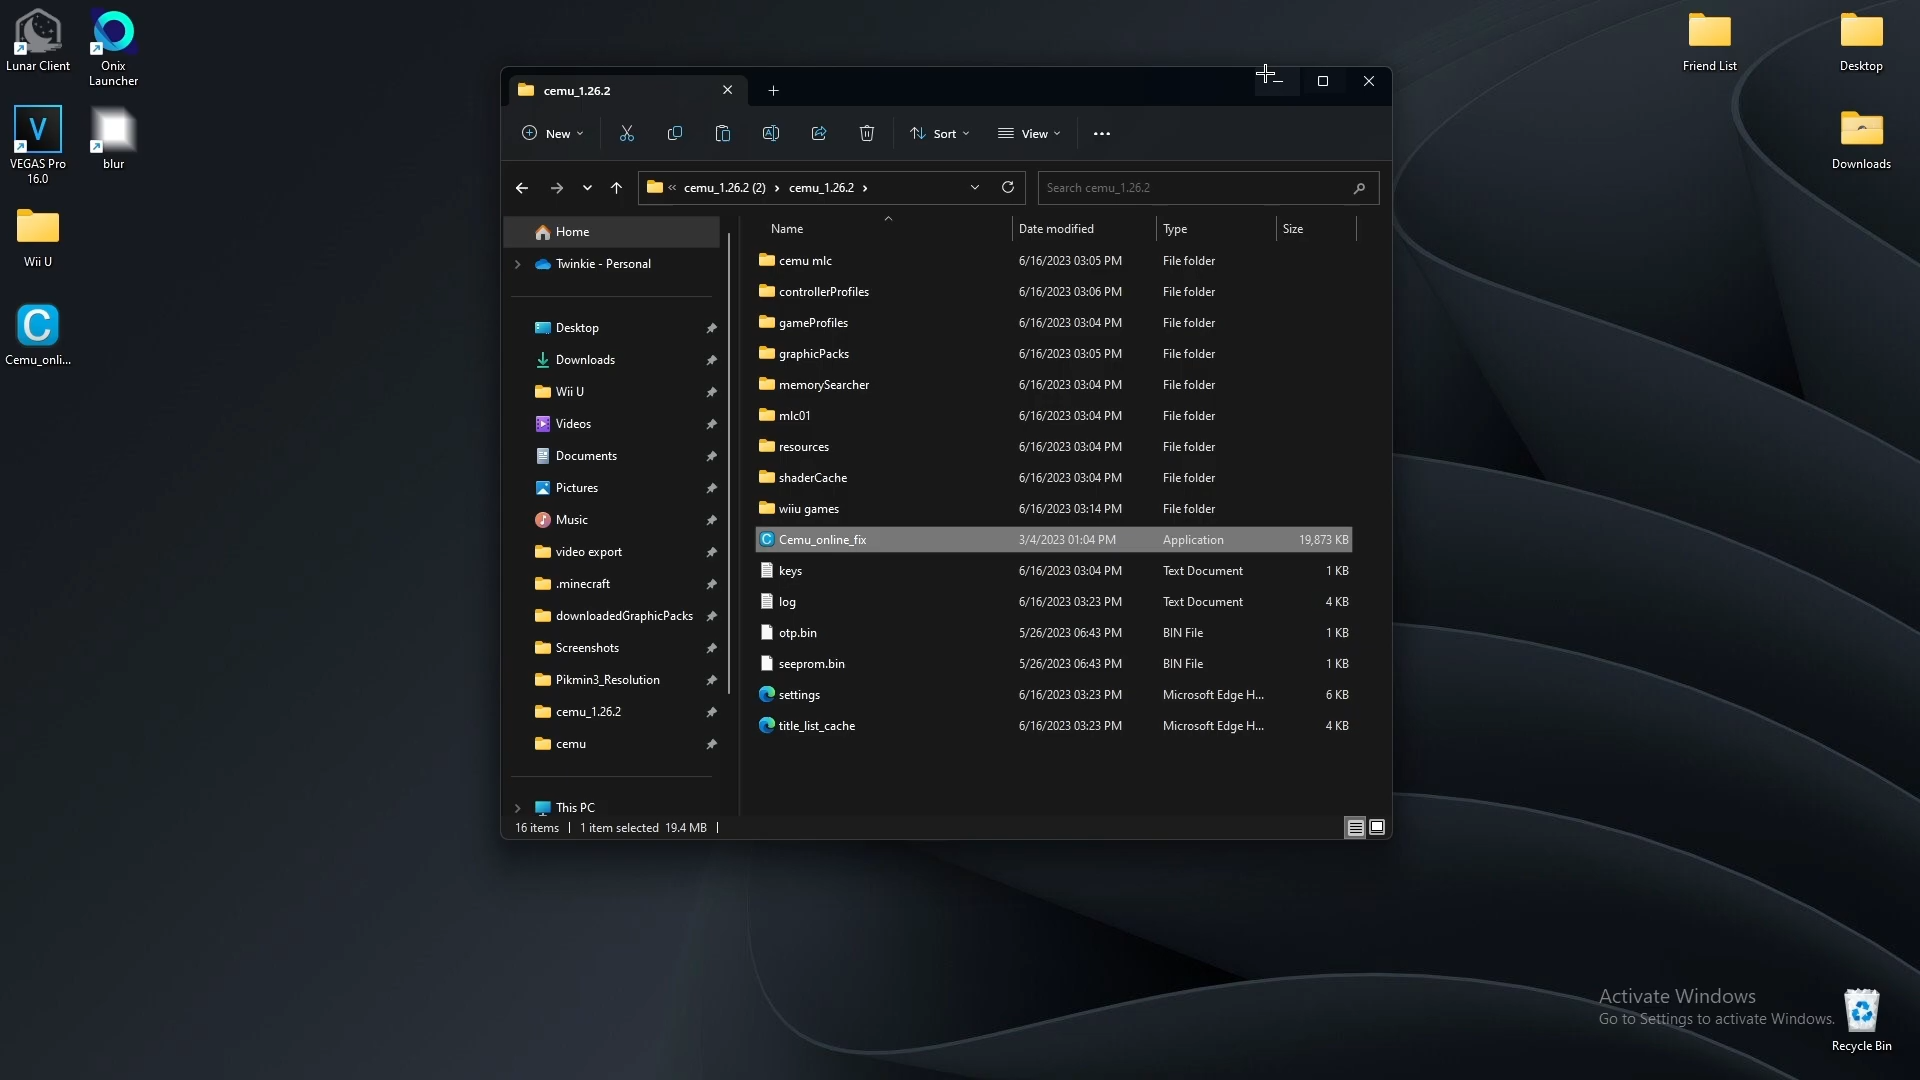 Lunar Client
Onix
Launcher
VEGAS Pro
16.0
blur
Wii U
Cemu_onli...
Friend List
Desktop
Downloads
cemu_1.26.2
New
Sort
View
« cemu_1.26.2 (2) › cemu_1.26.2 ›
Search cemu_1.26.2
Home
Twinkie - Personal
Desktop
Downloads
Wii U
Videos
Documents
Pictures
Music
video export
.minecraft
downloadedGraphicPacks
Screenshots
Pikmin3_Resolution
cemu_1.26.2
cemu
This PC
Name Date modified Type Size
cemu mlc 6/16/2023 03:05 PM File folder
controllerProfiles 6/16/2023 03:06 PM File folder
gameProfiles 6/16/2023 03:04 PM File folder
graphicPacks 6/16/2023 03:05 PM File folder
memorySearcher 6/16/2023 03:04 PM File folder
mlc01 6/16/2023 03:04 PM File folder
resources 6/16/2023 03:04 PM File folder
shaderCache 6/16/2023 03:04 PM File folder
wiiu games 6/16/2023 03:14 PM File folder
Cemu_online_fix 3/4/2023 01:04 PM Application 19,873 KB
keys 6/16/2023 03:04 PM Text Document 1 KB
log 6/16/2023 03:23 PM Text Document 4 KB
otp.bin 5/26/2023 06:43 PM BIN File 1 KB
seeprom.bin 5/26/2023 06:43 PM BIN File 1 KB
settings 6/16/2023 03:23 PM Microsoft Edge H... 6 KB
title_list_cache 6/16/2023 03:23 PM Microsoft Edge H... 4 KB
16 items | 1 item selected 19.4 MB |
Activate Windows
Go to Settings to activate Windows.
Recycle Bin